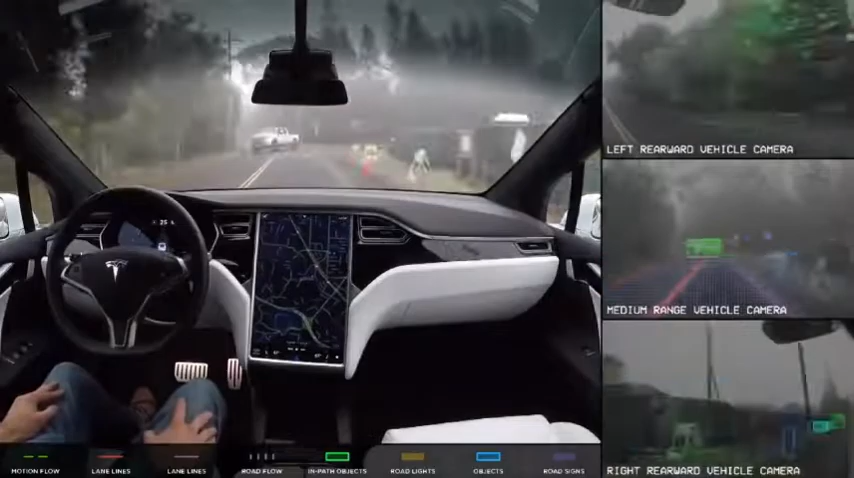 LEFT REARWARD VEHICLE CAMERA
25
MEDIUM RANGE VEHICLE CAMERA
RIGHT REARWARD VEHICLE CAMERA
MOTION FLOW
LANE LINES
LANE LINES
ROAD FLOW
IN-PATH OBJECTS
ROAD LIGHTS
OBJECTS
ROAD SIGNS